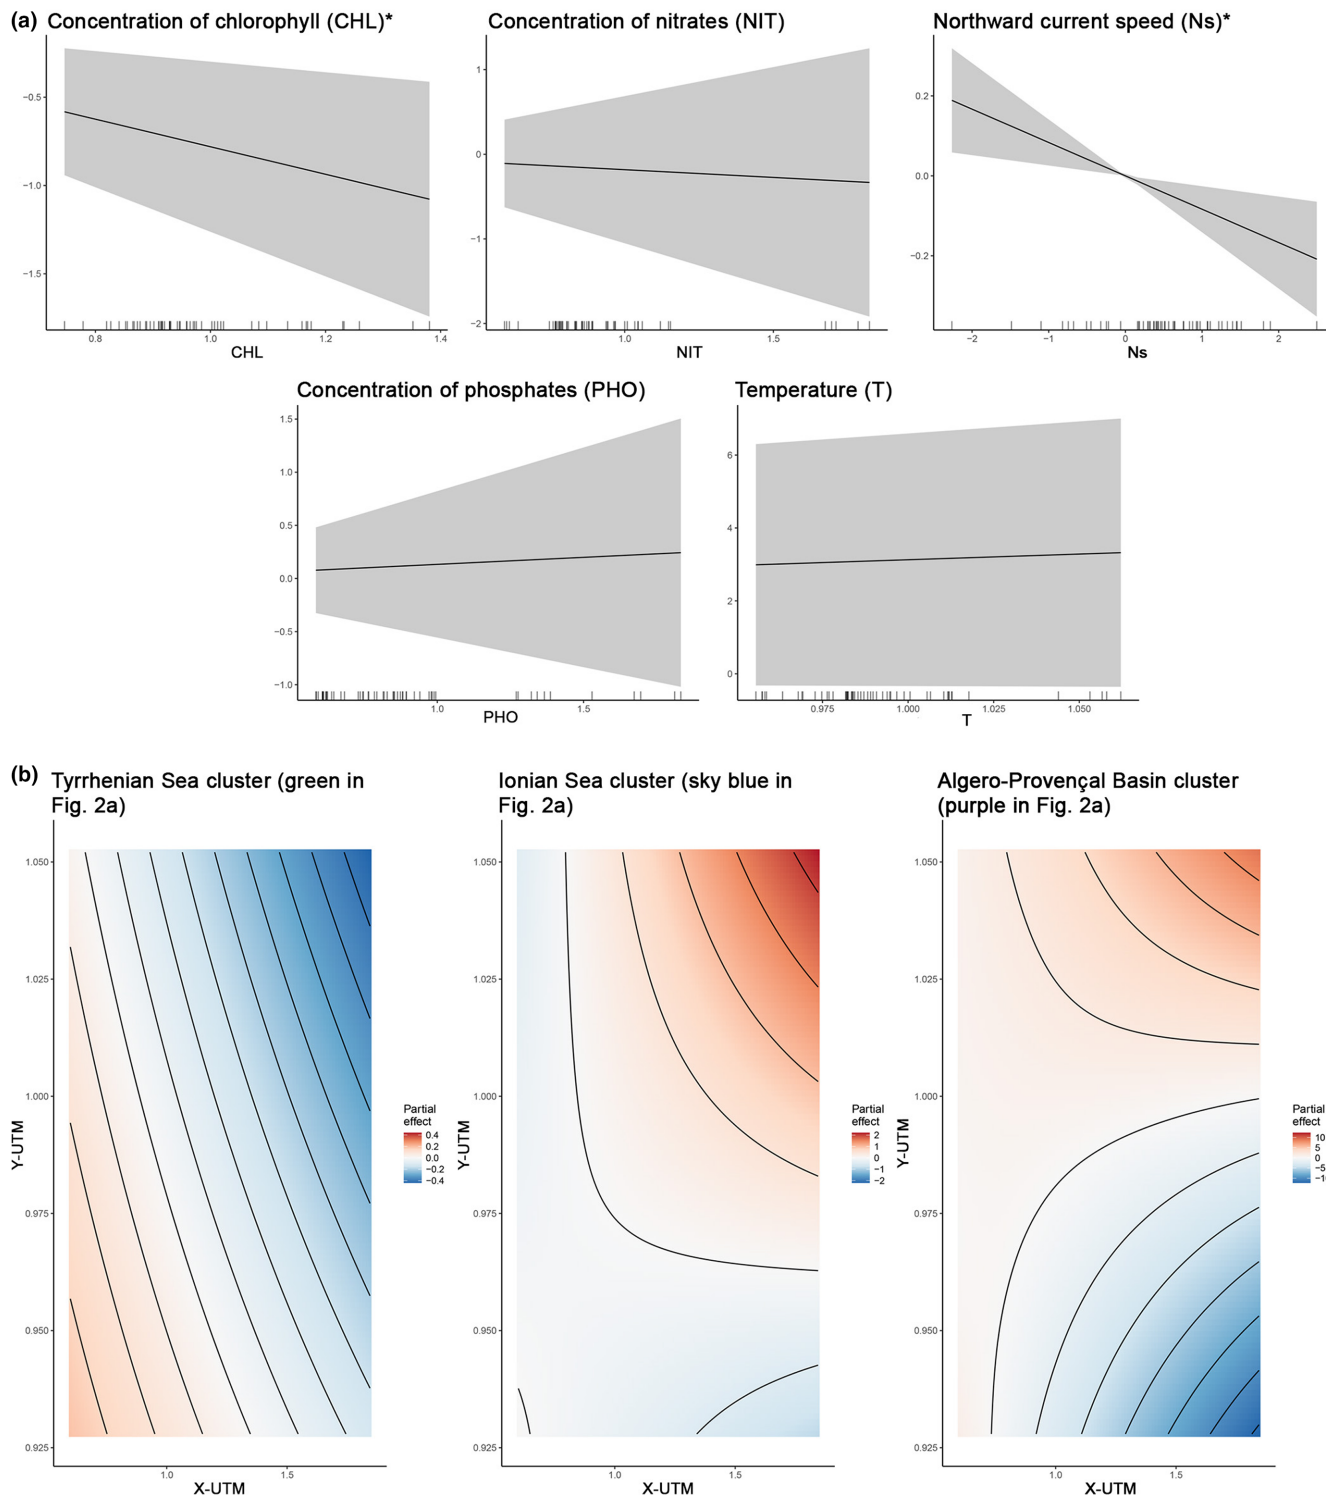 (a) Concentration of chlorophyll (CHL)* Concentration of nitrates (NIT) Northward current speed (Ns)*
−0.5
−1.0
−1.5
0.8 1.0 1.2 1.4
CHL
1
0
−1
−2
1.0 1.5
NIT
0.2
0.0
−0.2
−2 −1 0 1 2
Ns
Concentration of phosphates (PHO) Temperature (T)
1.5
1.0
0.5
0.0
−0.5
−1.0
1.0 1.5
PHO
6
4
2
0
0.975 1.000 1.025 1.050
T
(b) Tyrrhenian Sea cluster (green in
Fig. 2a)
1.050
1.025
1.000
0.975
0.950
0.925
Y-UTM
1.0 1.5
X-UTM
Partial
effect
0.4
0.2
0.0
−0.2
−0.4
Ionian Sea cluster (sky blue in
Fig. 2a)
1.050
1.025
1.000
0.975
0.950
0.925
Y-UTM
1.0 1.5
X-UTM
Partial
effect
2
1
0
−1
−2
Algero-Provençal Basin cluster
(purple in Fig. 2a)
1.050
1.025
1.000
0.975
0.950
0.925
Y-UTM
1.0 1.5
X-UTM
Partial
effect
10
5
0
−5